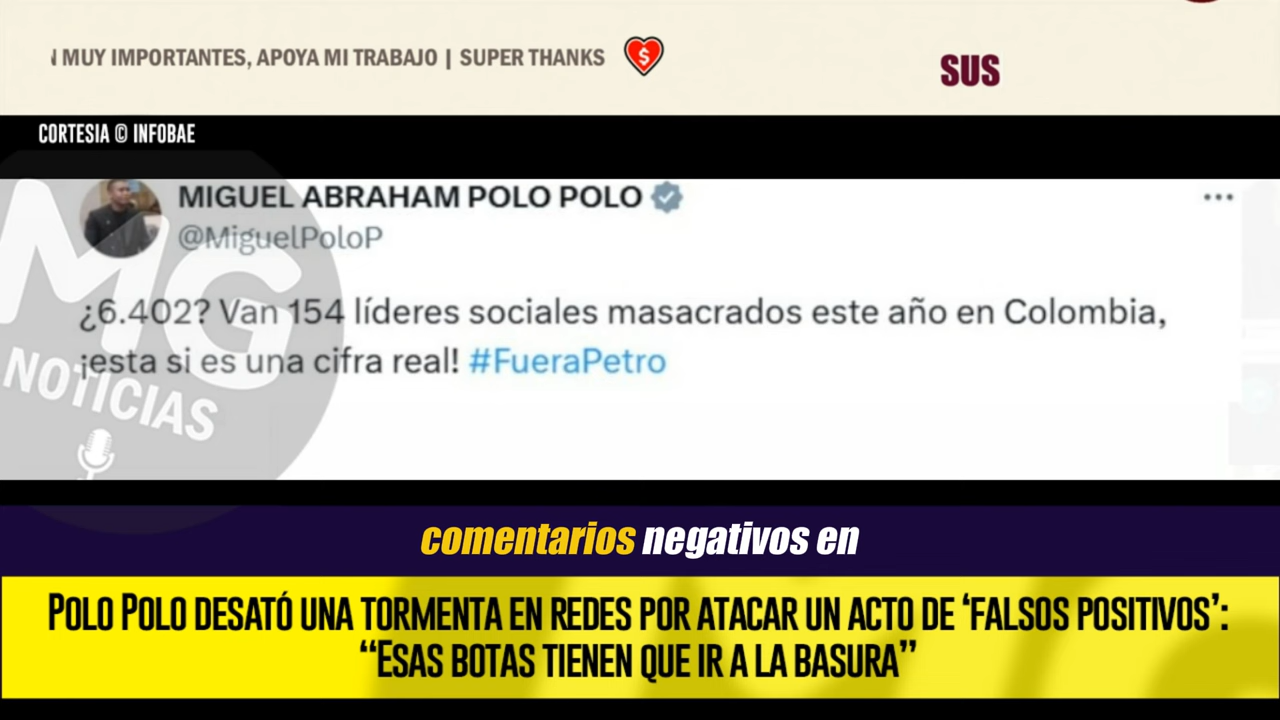 N MUY IMPORTANTES, APOYA MI TRABAJO | SUPER THANKS
SUS
CORTESIA © INFOBAE
MIGUEL ABRAHAM POLO POLO
@MiguelPoloP
¿6.402? Van 154 líderes sociales masacrados este año en Colombia,
¡esta si es una cifra real! #FueraPetro
MG
NOTICIAS
comentarios negativos en
POLO POLO DESATÓ UNA TORMENTA EN REDES POR ATACAR UN ACTO DE ‘FALSOS POSITIVOS’:
“ESAS BOTAS TIENEN QUE IR A LA BASURA”